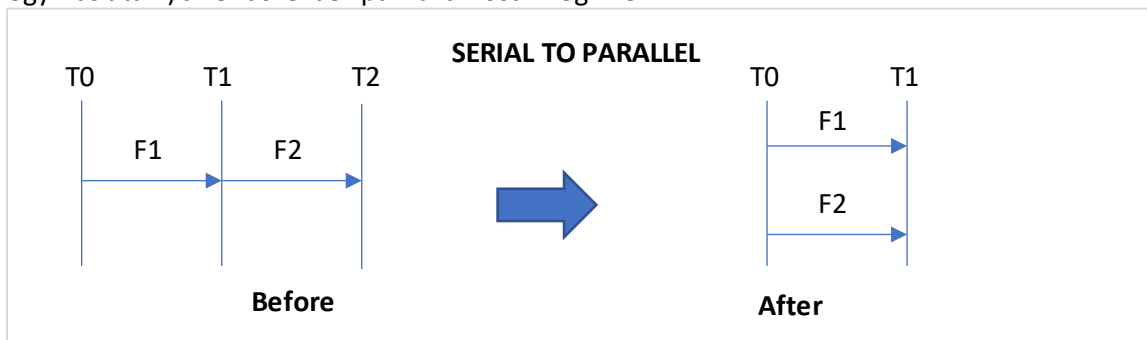 SERIAL TO PARALLEL
T0 T1 T2
F1 F2
Before
T0 T1
F1
F2
After